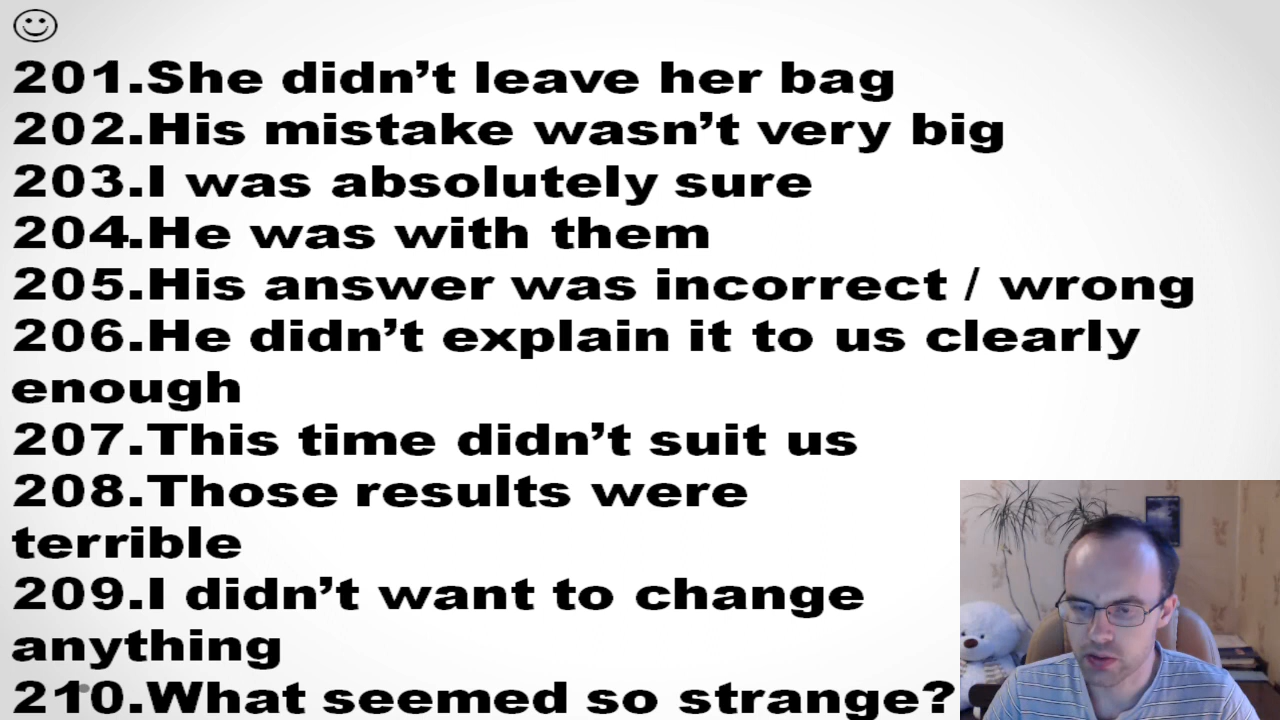 201.She didn’t leave her bag
202.His mistake wasn’t very big
203.I was absolutely sure
204.He was with them
205.His answer was incorrect / wrong
206.He didn’t explain it to us clearly
enough
207.This time didn’t suit us
208.Those results were
terrible
209.I didn’t want to change
anything
210.What seemed so strange?